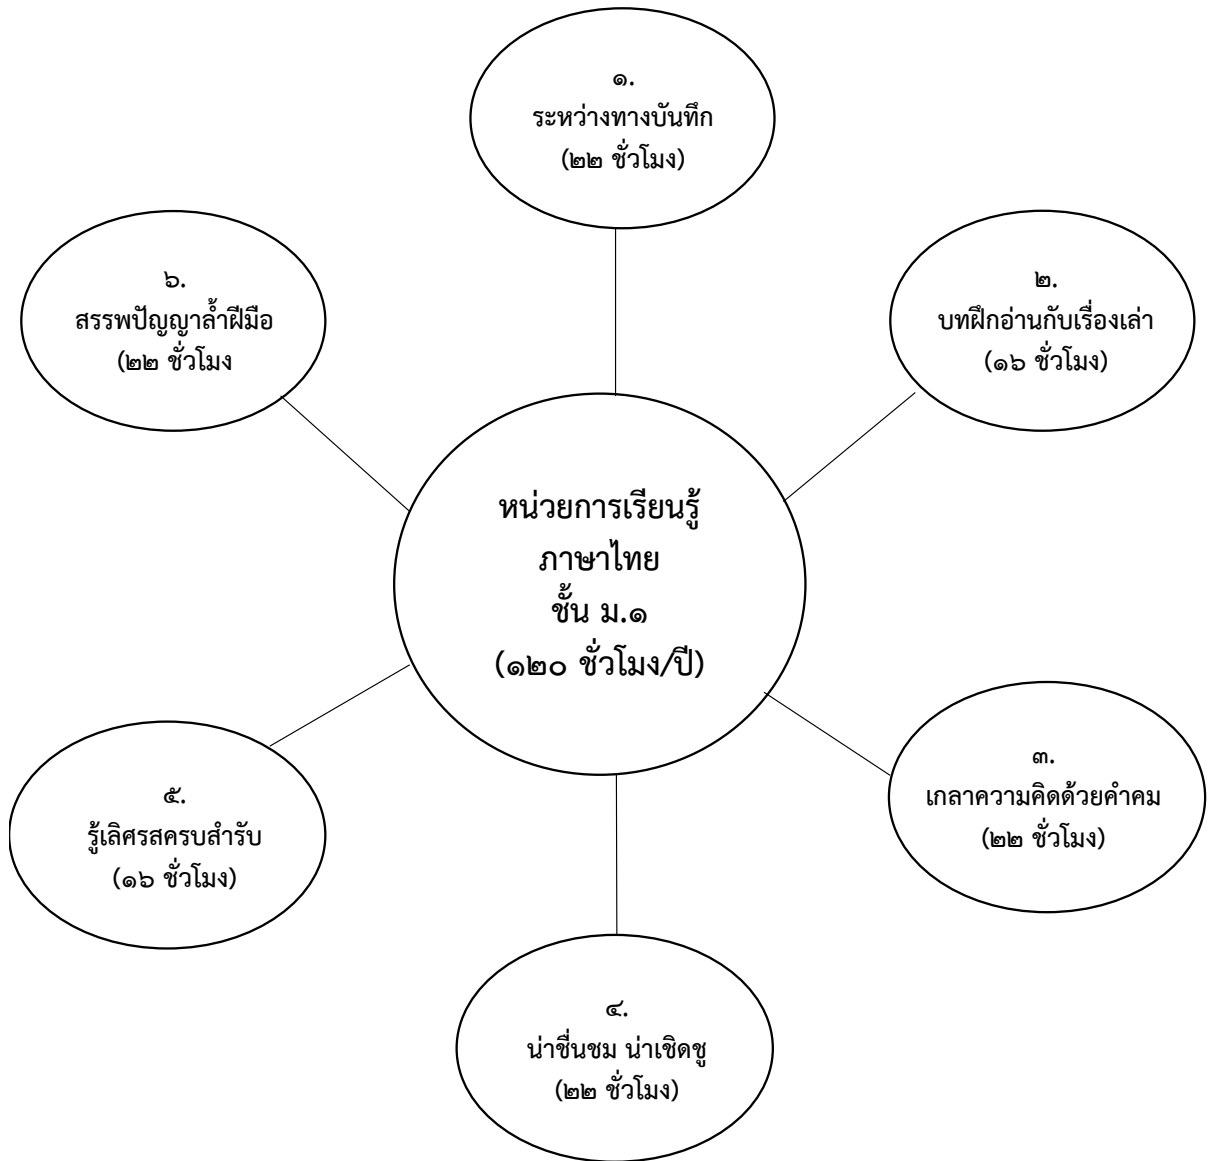 ๑.
ระหว่างทางบันทึก
(๒๒ ชั่วโมง)
๖.
สรรพปัญญาล้ำฝีมือ
(๒๒ ชั่วโมง
๒.
บทฝึกอ่านกับเรื่องเล่า
(๑๖ ชั่วโมง)
หน่วยการเรียนรู้
ภาษาไทย
ชั้น ม.๑
(๑๒๐ ชั่วโมง/ปี)
๓.
เกลาความคิดด้วยคำคม
(๒๒ ชั่วโมง)
๕.
รู้เลิศรสครบสำรับ
(๑๖ ชั่วโมง)
๔.
น่าชื่นชม น่าเชิดชู
(๒๒ ชั่วโมง)